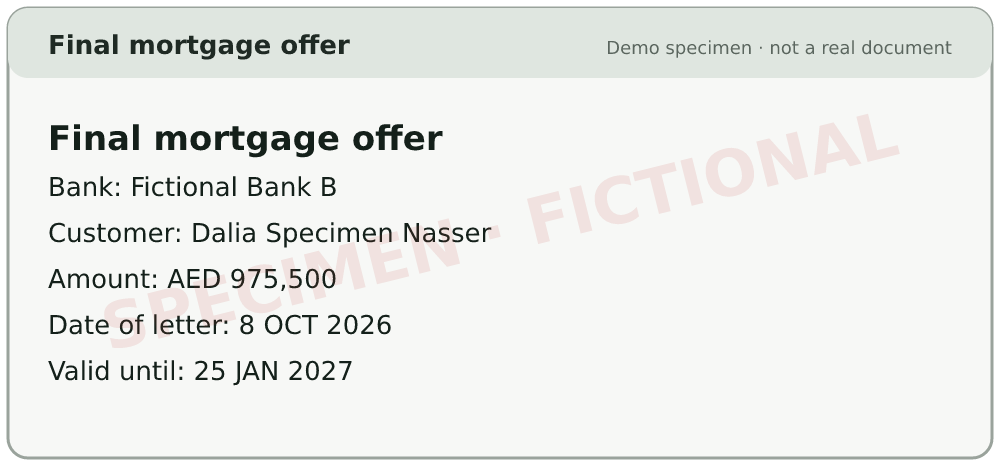 Final mortgage offer
Demo specimen · not a real document
Final mortgage offer
Bank: Fictional Bank B
Customer: Dalia Specimen Nasser
Amount: AED 975,500
Date of letter: 8 OCT 2026
Valid until: 25 JAN 2027
SPECIMEN · FICTIONAL